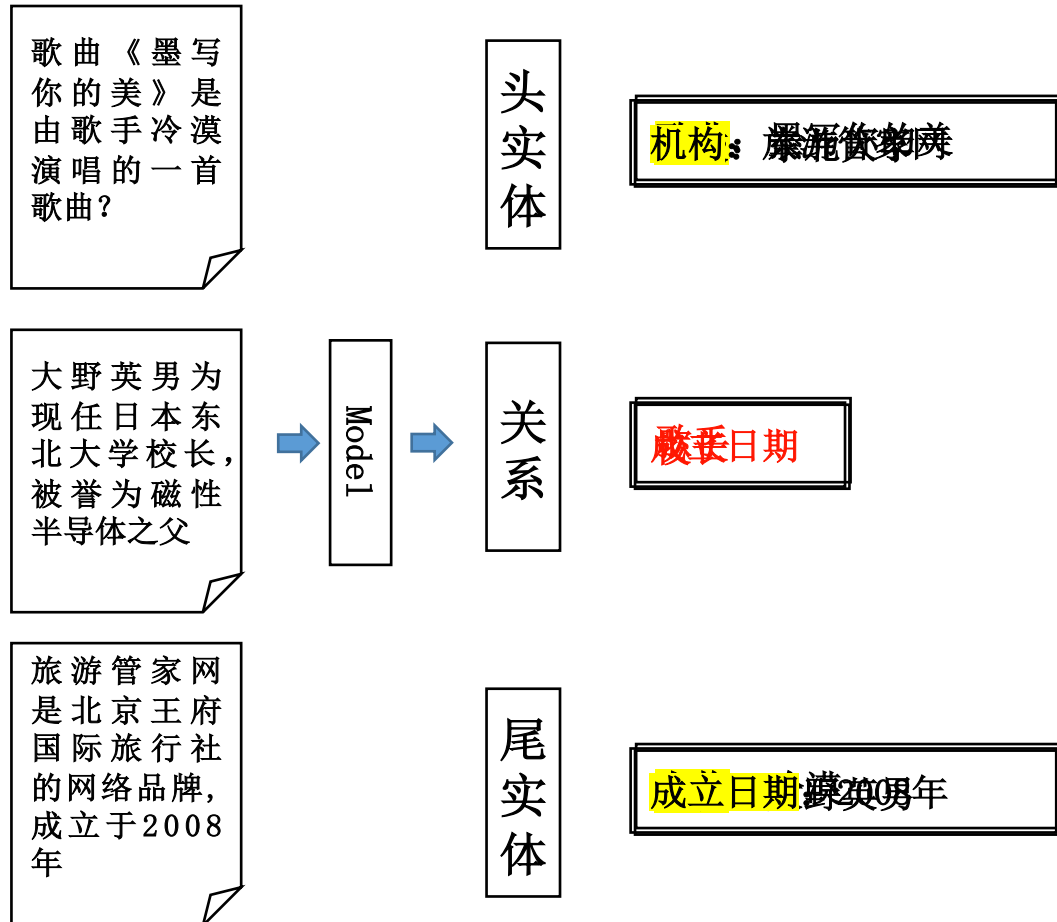 歌曲《墨写
你的美》是
由歌手冷漠
演唱的一首
歌曲？
头实体
机构：
大野英男为
现任日本东
北大学校长，
被誉为磁性
半导体之父
Model
关系
日期
旅游管家网
是北京王府
国际旅行社
的网络品牌，
成立于2008
年
尾实体
成立日期
年